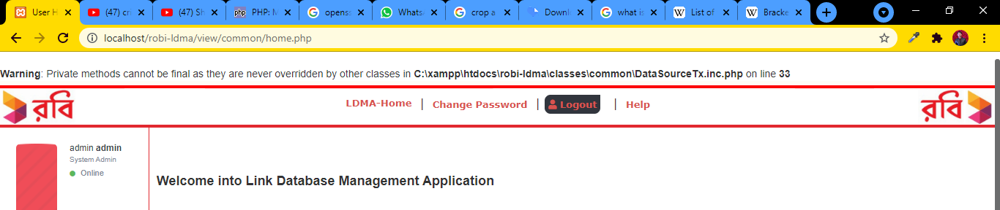 User H
(47) cri
(47) Sh
php PHP: M
openss
WhatsA
crop a
Downl
what is
W List of
W Bracke
localhost/robi-ldma/view/common/home.php
Warning: Private methods cannot be final as they are never overridden by other classes in C:\xampp\htdocs\robi-ldma\classes\common\DataSourceTx.inc.php on line 33
রবি LDMA-Home | Change Password | Logout | Help রবি
admin admin
System Admin
Online
Welcome into Link Database Management Application